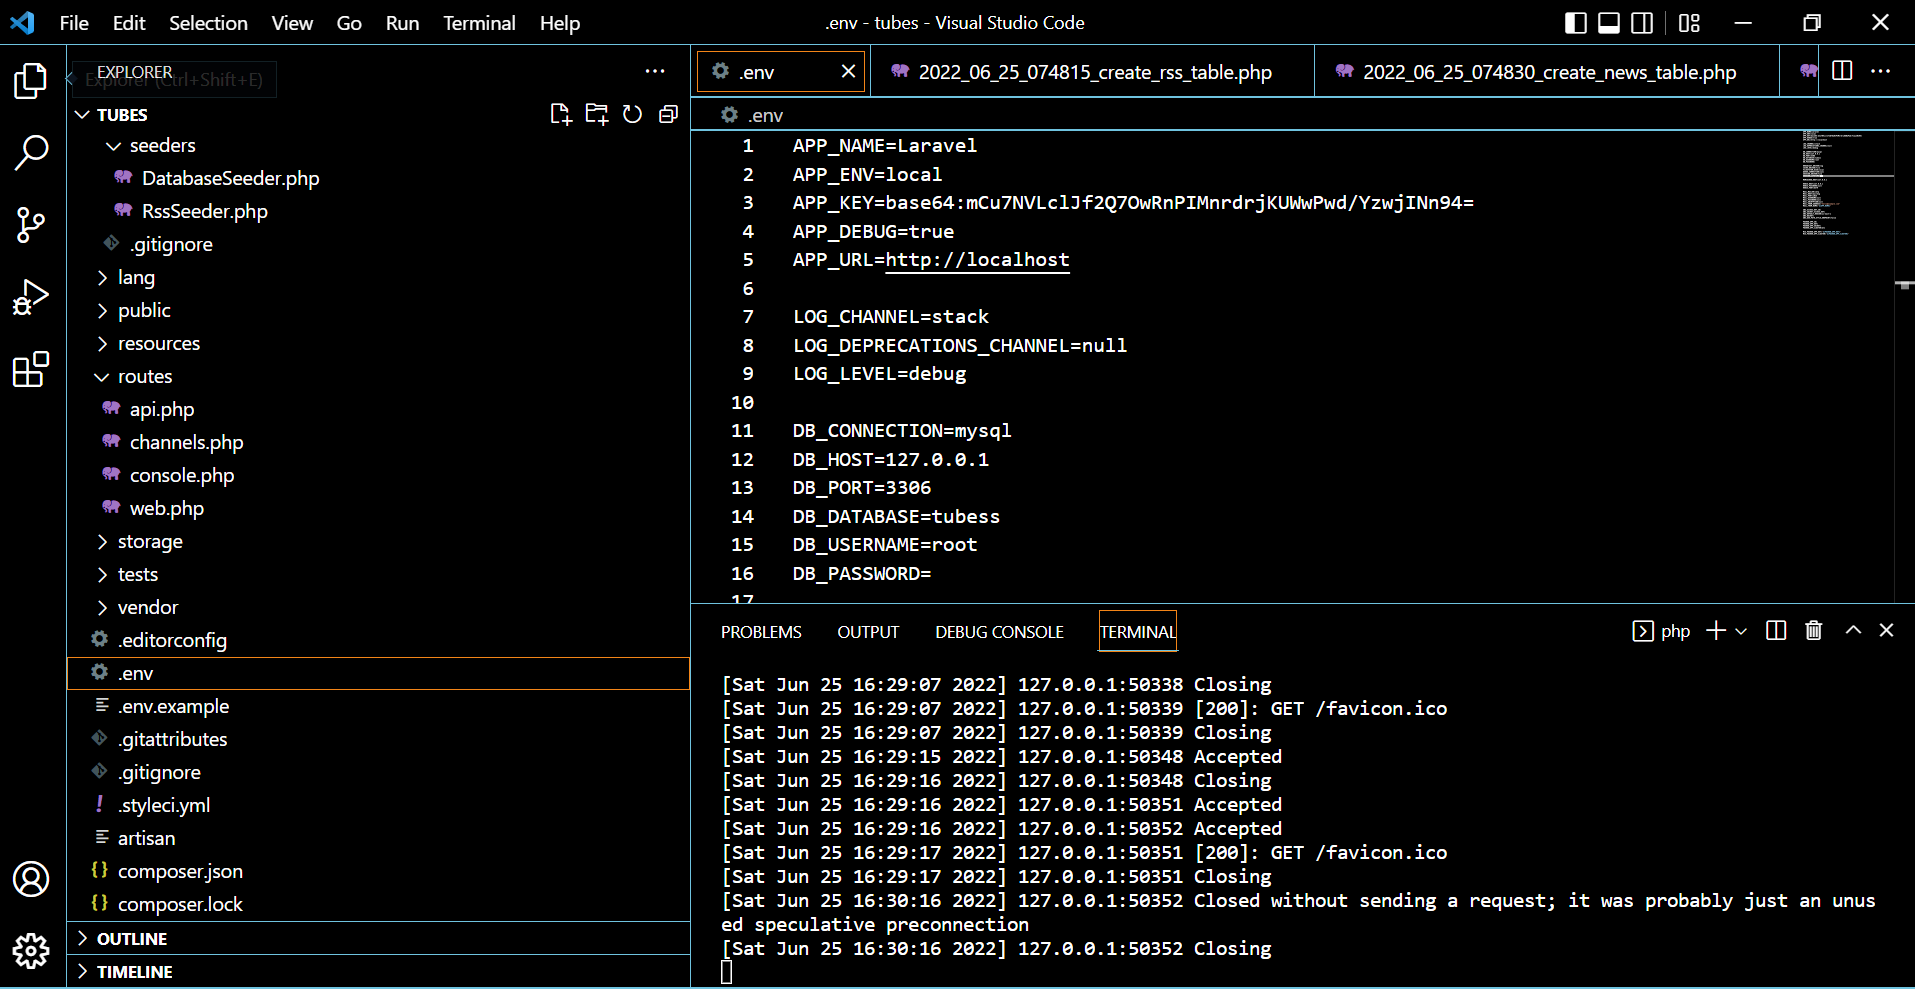 File Edit Selection View Go Run Terminal Help .env - tubes - Visual Studio Code
EXPLORER
Explorer (Ctrl+Shift+E)
TUBES
seeders
DatabaseSeeder.php
RssSeeder.php
.gitignore
lang
public
resources
routes
api.php
channels.php
console.php
web.php
storage
tests
vendor
.editorconfig
.env
.env.example
.gitattributes
.gitignore
.styleci.yml
artisan
composer.json
composer.lock
OUTLINE
TIMELINE
.env 2022_06_25_074815_create_rss_table.php 2022_06_25_074830_create_news_table.php
.env
1 APP_NAME=Laravel
2 APP_ENV=local
3 APP_KEY=base64:mCu7NVLclJf2Q7OwRnPIMnrdrjKUWwPwd/YzwjINn94=
4 APP_DEBUG=true
5 APP_URL=http://localhost
6
7 LOG_CHANNEL=stack
8 LOG_DEPRECATIONS_CHANNEL=null
9 LOG_LEVEL=debug
10
11 DB_CONNECTION=mysql
12 DB_HOST=127.0.0.1
13 DB_PORT=3306
14 DB_DATABASE=tubess
15 DB_USERNAME=root
16 DB_PASSWORD=
17
PROBLEMS OUTPUT DEBUG CONSOLE TERMINAL php
[Sat Jun 25 16:29:07 2022] 127.0.0.1:50338 Closing
[Sat Jun 25 16:29:07 2022] 127.0.0.1:50339 [200]: GET /favicon.ico
[Sat Jun 25 16:29:07 2022] 127.0.0.1:50339 Closing
[Sat Jun 25 16:29:15 2022] 127.0.0.1:50348 Accepted
[Sat Jun 25 16:29:16 2022] 127.0.0.1:50348 Closing
[Sat Jun 25 16:29:16 2022] 127.0.0.1:50351 Accepted
[Sat Jun 25 16:29:16 2022] 127.0.0.1:50352 Accepted
[Sat Jun 25 16:29:17 2022] 127.0.0.1:50351 [200]: GET /favicon.ico
[Sat Jun 25 16:29:17 2022] 127.0.0.1:50351 Closing
[Sat Jun 25 16:30:16 2022] 127.0.0.1:50352 Closed without sending a request; it was probably just an unus
ed speculative preconnection
[Sat Jun 25 16:30:16 2022] 127.0.0.1:50352 Closing